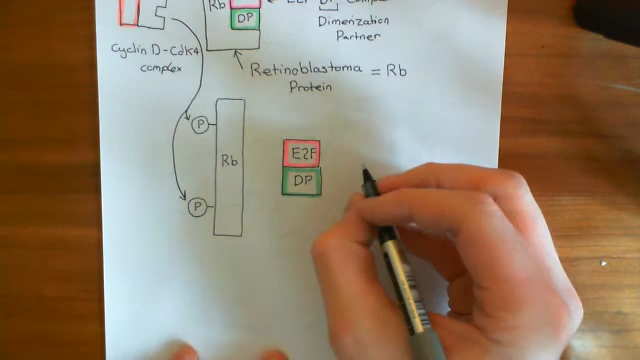 Rb
DP
Dimerization
Partner
Cyclin D-Cdk4
complex
Retinoblastoma = Rb
Protein
P
Rb
E2F
DP
P